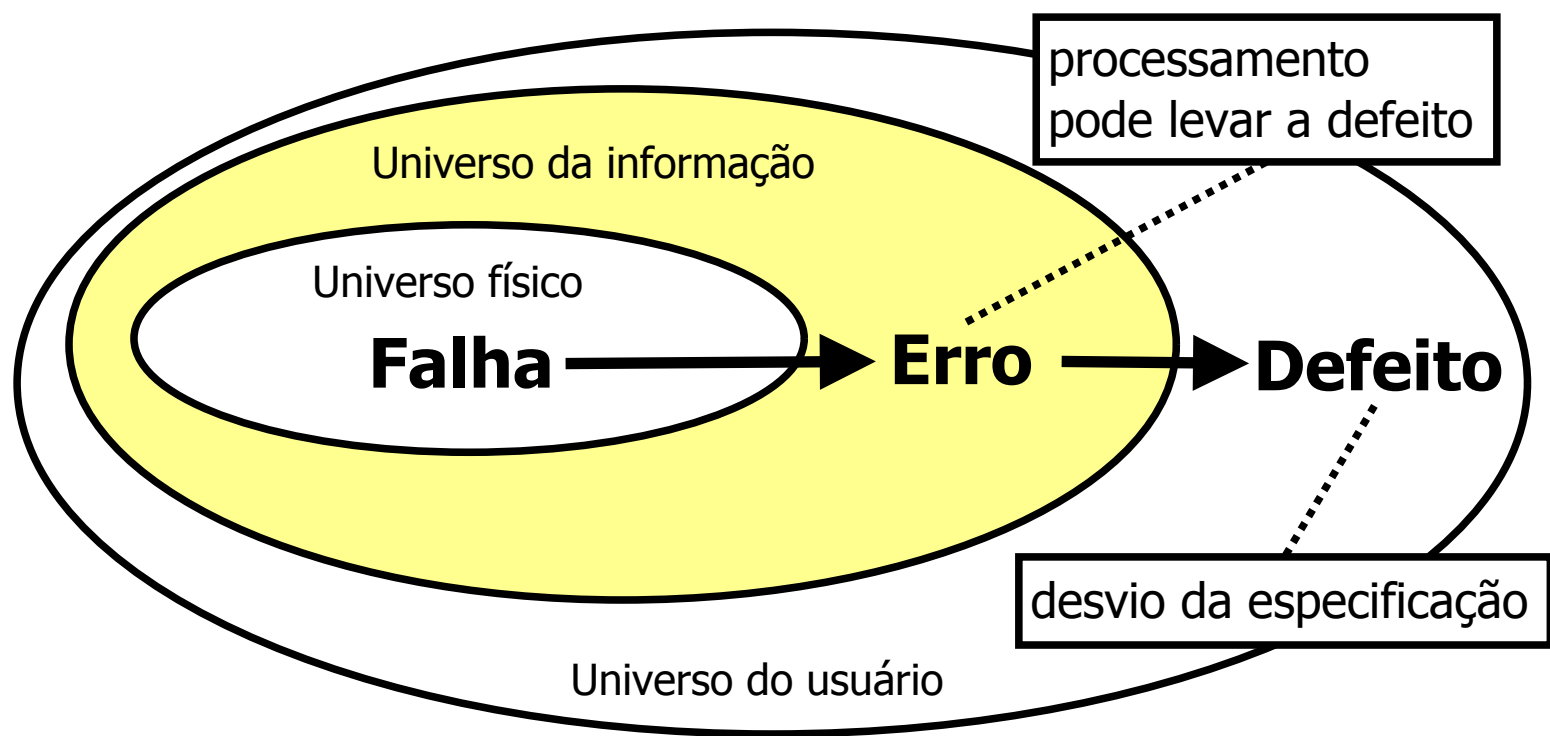 processamento
pode levar a defeito
Universo da informação
Universo físico
Falha
Erro
Defeito
desvio da especificação
Universo do usuário